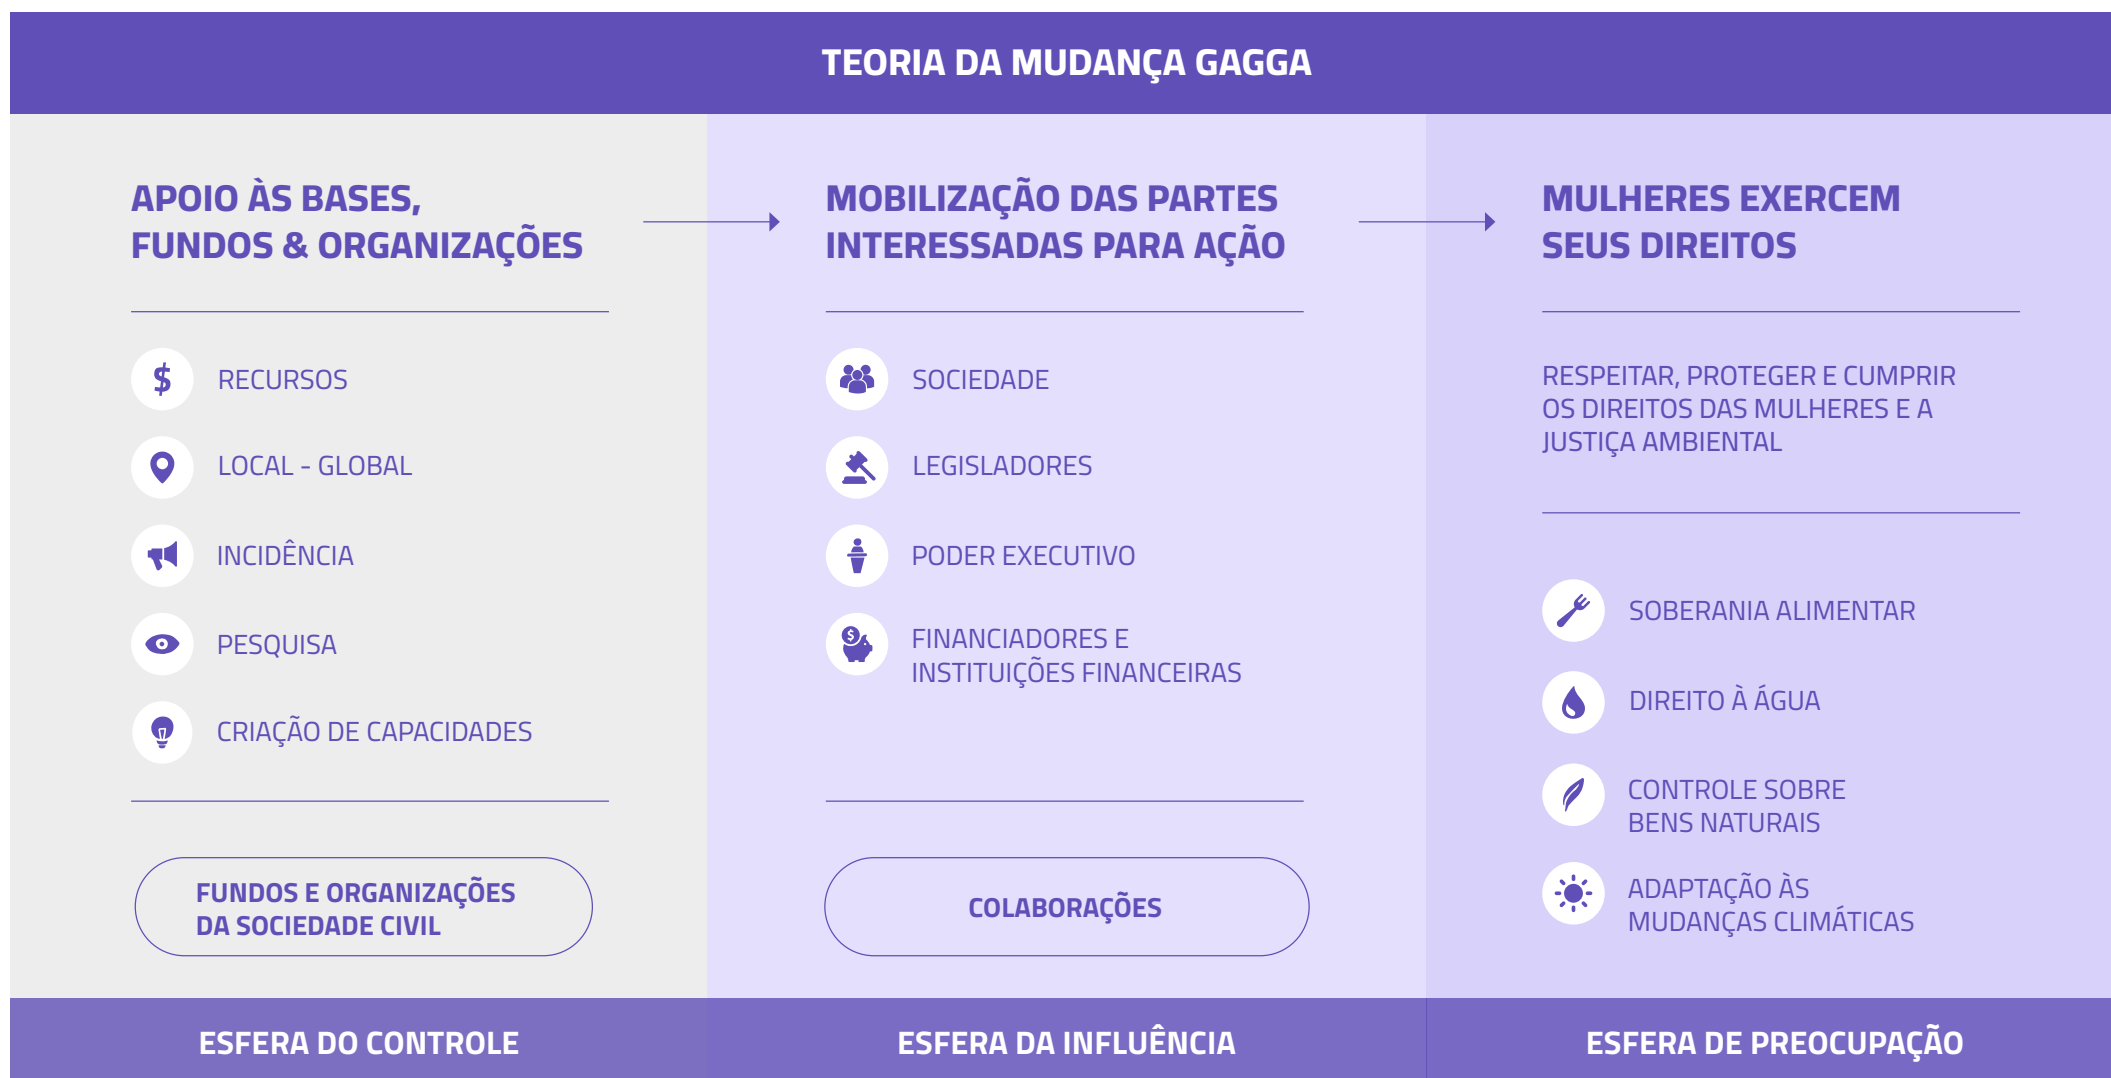 TEORIA DA MUDANÇA GAGGA
APOIO ÀS BASES,
FUNDOS & ORGANIZAÇÕES
$ RECURSOS
LOCAL - GLOBAL
INCIDÊNCIA
PESQUISA
CRIAÇÃO DE CAPACIDADES
FUNDOS E ORGANIZAÇÕES
DA SOCIEDADE CIVIL
ESFERA DO CONTROLE
MOBILIZAÇÃO DAS PARTES
INTERESSADAS PARA AÇÃO
SOCIEDADE
LEGISLADORES
PODER EXECUTIVO
$ FINANCIADORES E
INSTITUIÇÕES FINANCEIRAS
COLABORAÇÕES
ESFERA DA INFLUÊNCIA
MULHERES EXERCEM
SEUS DIREITOS
RESPEITAR, PROTEGER E CUMPRIR
OS DIREITOS DAS MULHERES E A
JUSTIÇA AMBIENTAL
SOBERANIA ALIMENTAR
DIREITO À ÁGUA
CONTROLE SOBRE
BENS NATURAIS
ADAPTAÇÃO ÀS
MUDANÇAS CLIMÁTICAS
ESFERA DE PREOCUPAÇÃO